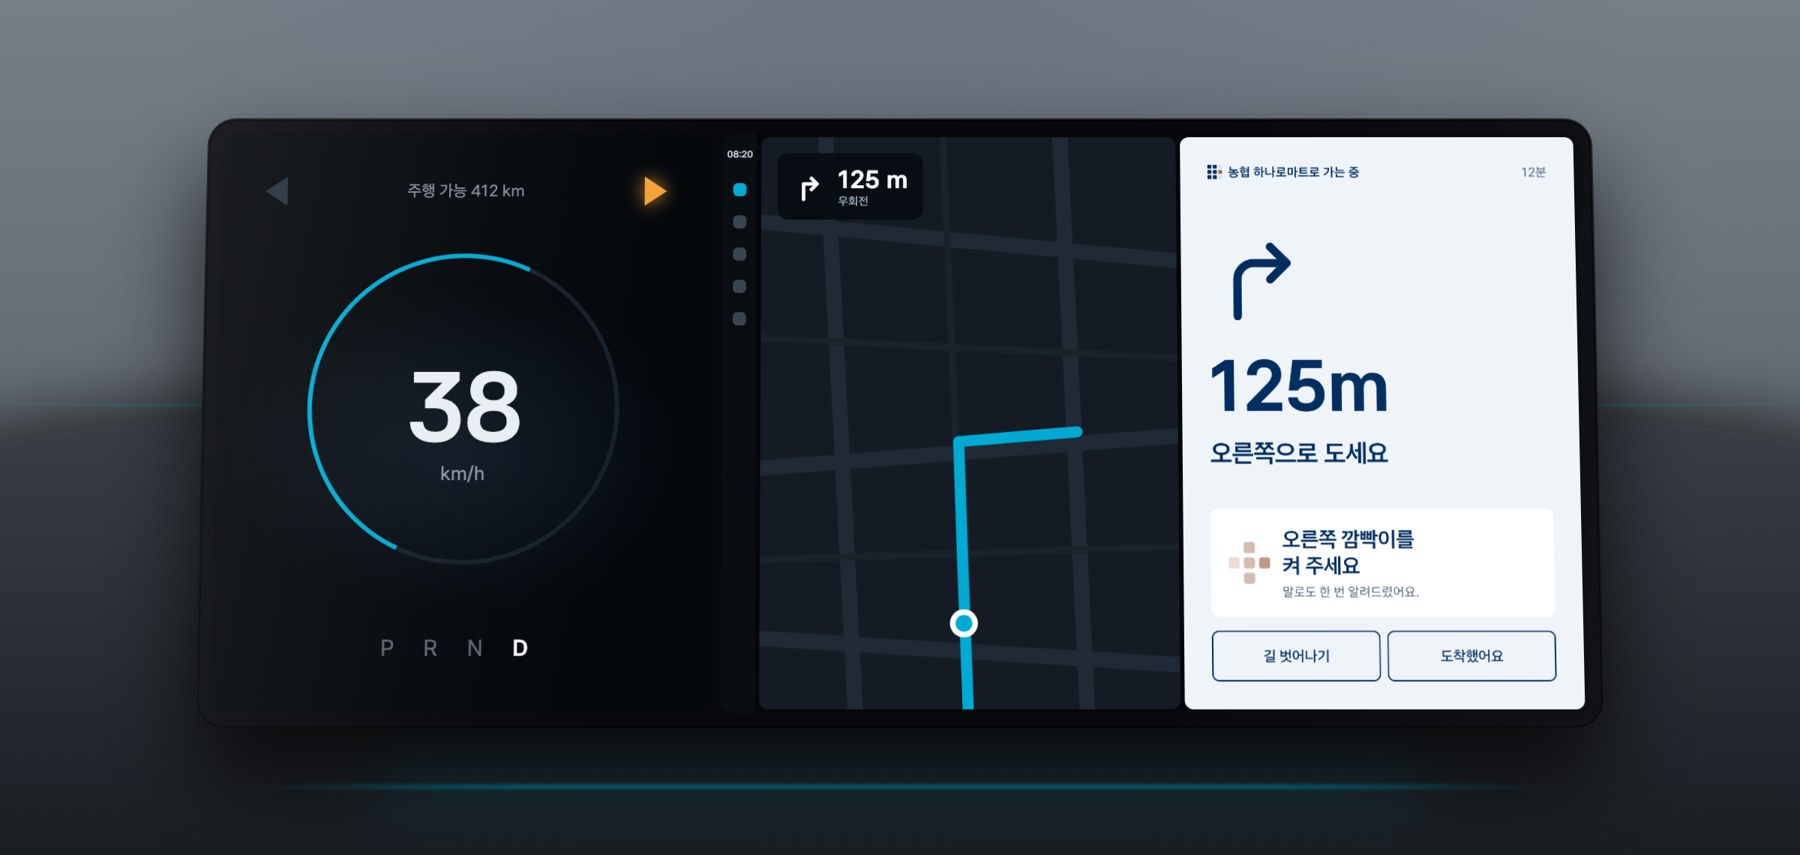 주행 가능 412 km
38
km/h
P R N D
08:20
125 m
우회전
농협 하나로마트로 가는 중
12분
125m
오른쪽으로 도세요
오른쪽 깜빡이를
켜 주세요
말로도 한 번 알려드렸어요.
길 벗어나기
도착했어요